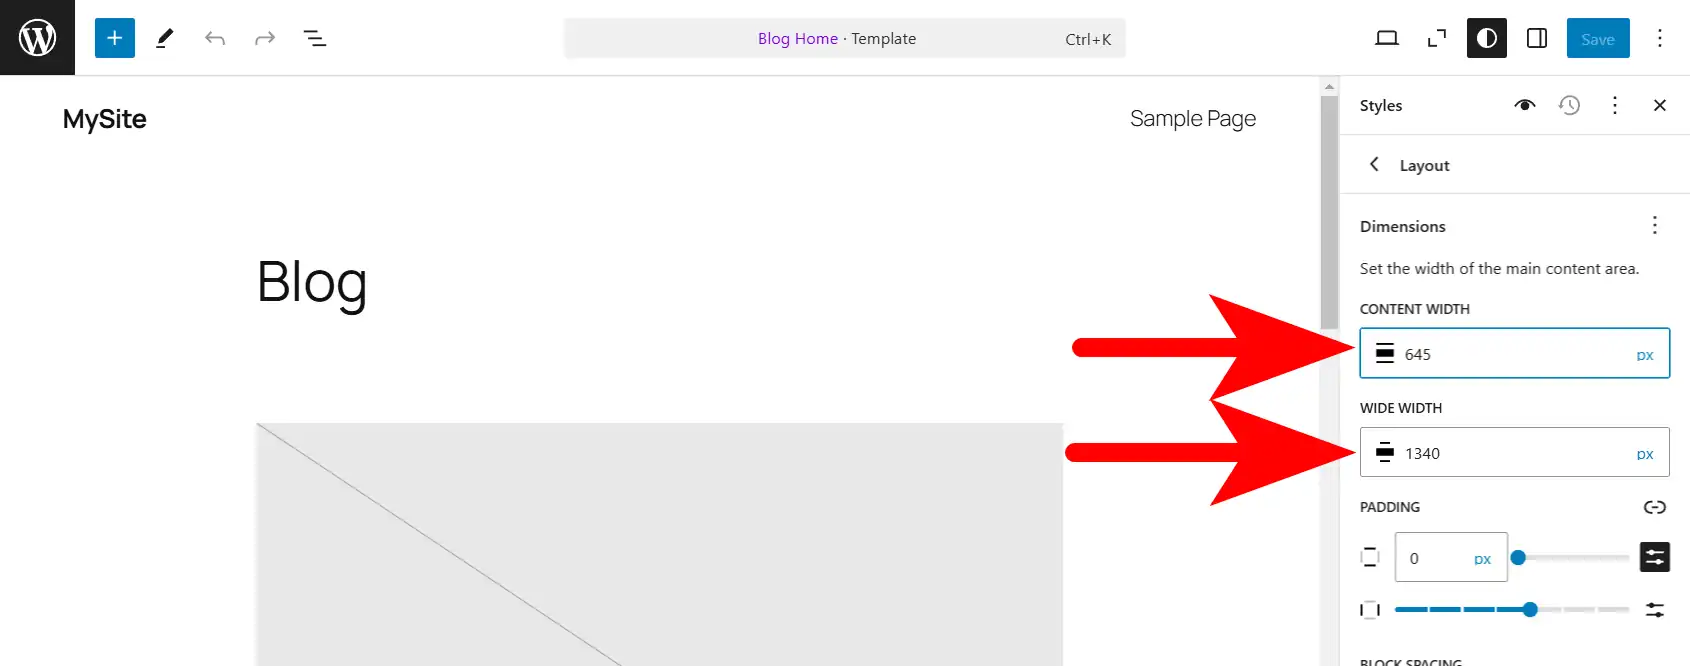 Blog Home · Template Ctrl+K
Save
MySite
Sample Page
Styles
Layout
Blog
Dimensions
Set the width of the main content area.
CONTENT WIDTH
645 px
WIDE WIDTH
1340 px
PADDING
0 px
BLOCK SPACING